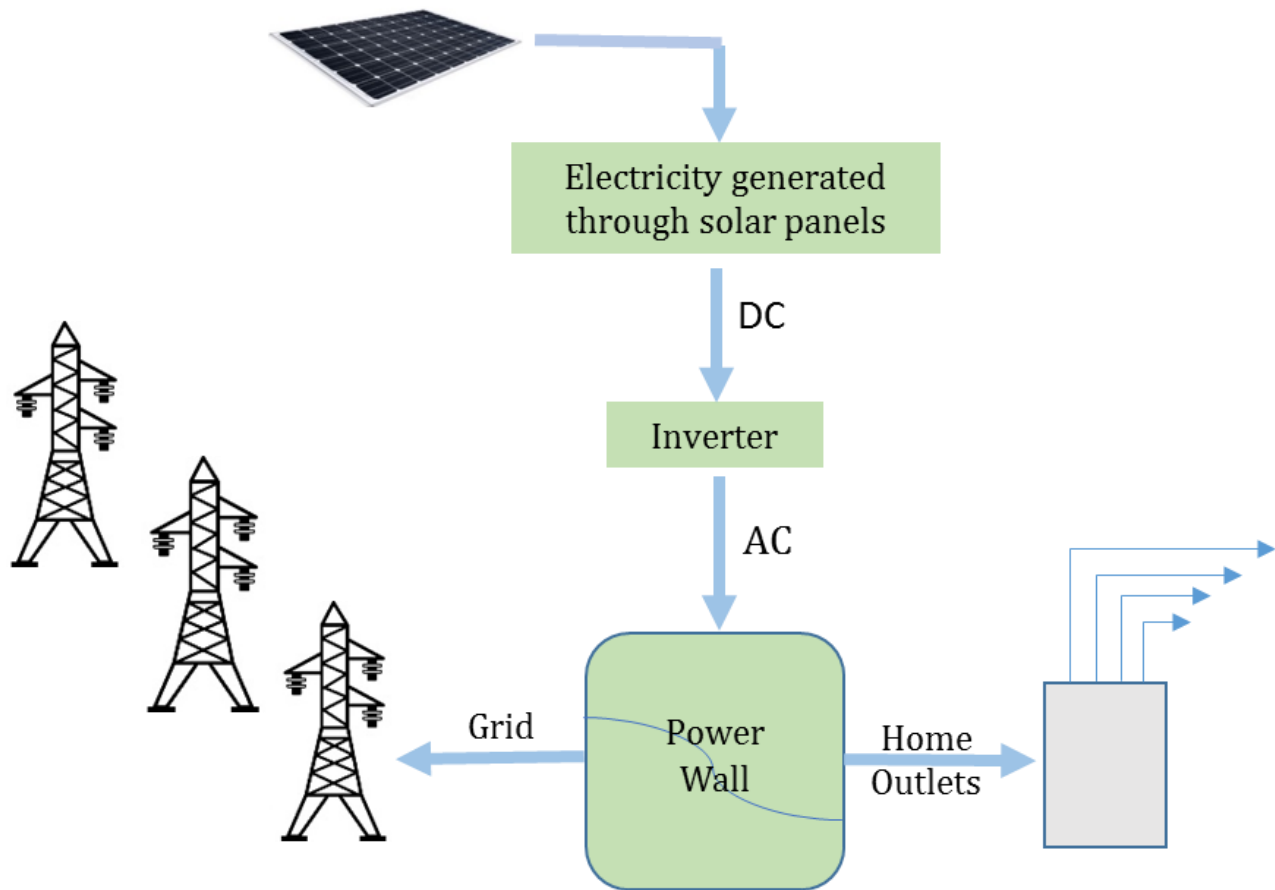 Electricity generated
through solar panels
DC
Inverter
AC
Grid
Power
Wall
Home
Outlets